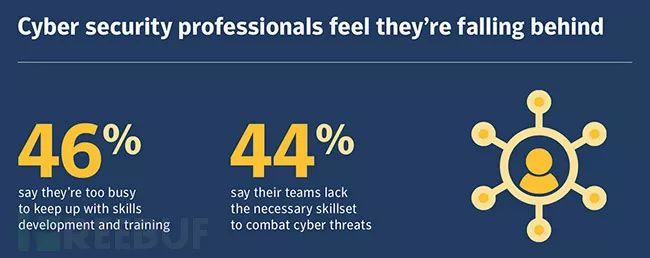 Cyber security professionals feel they're falling behind
46%
say they're too busy
to keep up with skills
development and training
44%
say their teams lack
the necessary skillset
to combat cyber threats
REEBUF